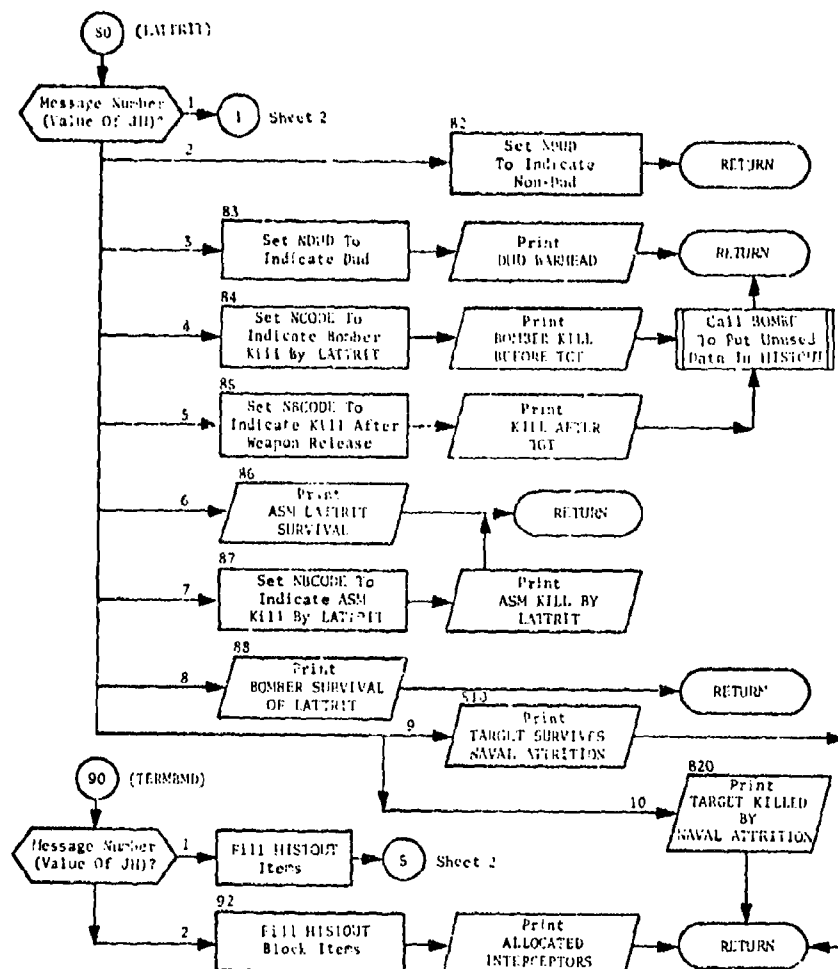 80 (LATTRIT)
Message Number
(Value Of JH)?
1
1 Sheet 2
2
82
Set NDUD
To Indicate
Non-Dud
RETURN
3
83
Set NDUD To
Indicate Dud
Print
DUD WARHEAD
RETURN
4
84
Set NCODE To
Indicate Bomber
Kill By LATTRIT
Print
BOMBER KILL
BEFORE TGT
Call
To Put Unused
Data In HISTOUT
5
85
Set NBCODE To
Indicate Kill After
Weapon Release
Print
KILL AFTER
TGT
6
86
Print
ASM LATTRIT
SURVIVAL
RETURN
7
87
Set NBCODE To
Indicate ASM
Kill By LATTRIT
Print
ASM KILL BY
LATTRIT
8
88
Print
BOMBER SURVIVAL
OF LATTRIT
RETURN
9
Print
TARGET SURVIVES
NAVAL ATTRITION
10
820
Print
TARGET KILLED
BY
NAVAL ATTRITION
90 (TERMBMD)
Message Number
(Value Of JH)?
1
Fill HISTOUT
Items
5 Sheet 2
2
92
Fill HISTOUT
Block Items
Print
ALLOCATED
INTERCEPTORS
RETURN